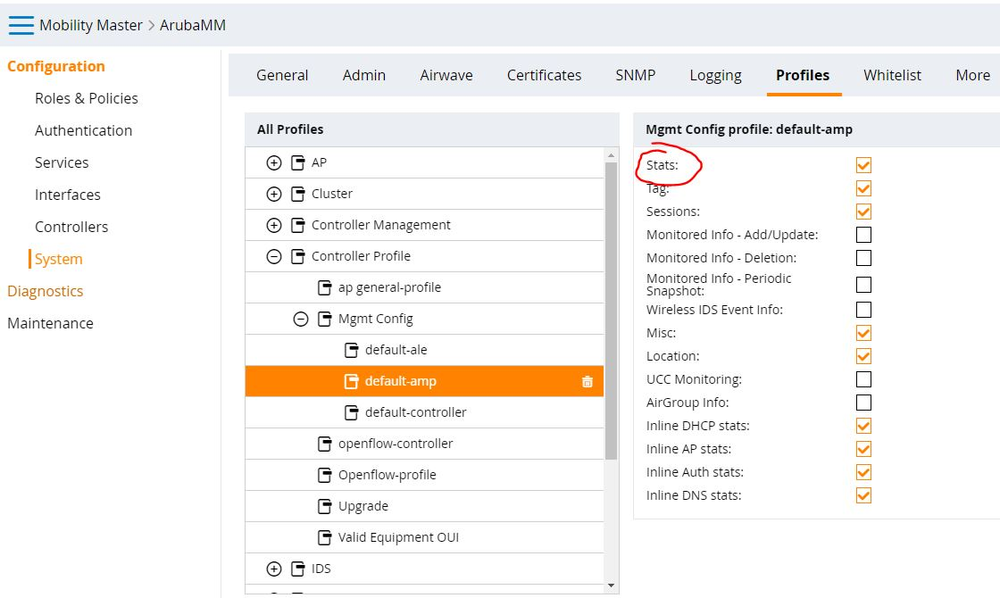 Mobility Master > ArubaMM
Configuration
Roles & Policies
Authentication
Services
Interfaces
Controllers
System
Diagnostics
Maintenance
General Admin Airwave Certificates SNMP Logging Profiles Whitelist More
All Profiles
AP
Cluster
Controller Management
Controller Profile
ap general-profile
Mgmt Config
default-ale
default-amp
default-controller
openflow-controller
Openflow-profile
Upgrade
Valid Equipment OUI
IDS
Mgmt Config profile: default-amp
Stats:
Tag:
Sessions:
Monitored Info - Add/Update:
Monitored Info - Deletion:
Monitored Info - Periodic
Snapshot:
Wireless IDS Event Info:
Misc:
Location:
UCC Monitoring:
AirGroup Info:
Inline DHCP stats:
Inline AP stats:
Inline Auth stats:
Inline DNS stats: